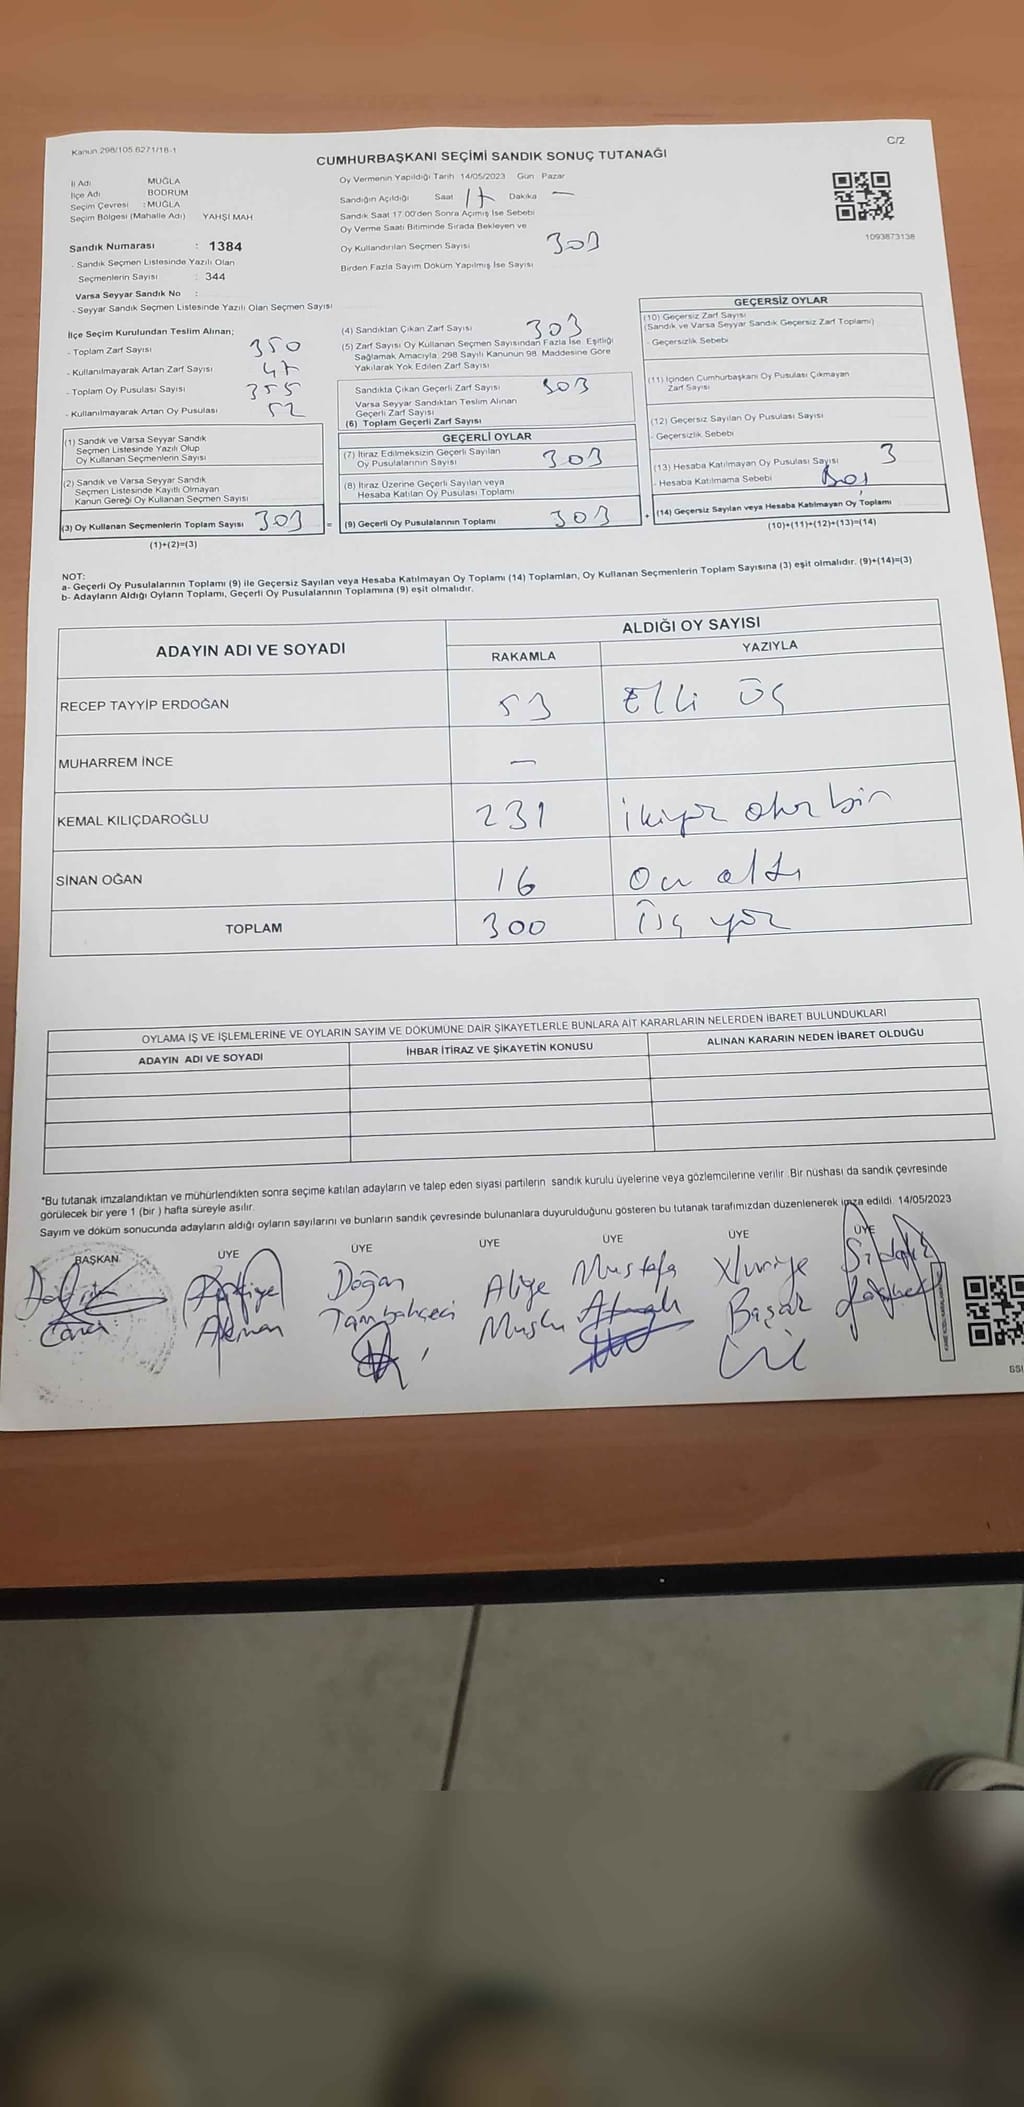 Kanun 298/105 6271/18-1
C/2
CUMHURBAŞKANI SEÇİMİ SANDIK SONUÇ TUTANAĞI
İl Adı MUĞLA
İlçe Adı BODRUM
Seçim Çevresi : MUĞLA
Seçim Bölgesi (Mahalle Adı) YAHŞİ MAH
Sandık Numarası : 1384
- Sandık Seçmen Listesinde Yazılı Olan
Seçmenlerin Sayısı : 344
Varsa Seyyar Sandık No :
- Seyyar Sandık Seçmen Listesinde Yazılı Olan Seçmen Sayısı
Oy Vermenin Yapıldığı Tarih 14/05/2023 Gün Pazar
Sandığın Açıldığı Saat 17 Dakika —
Sandık Saat 17.00'den Sonra Açılmış İse Sebebi
Oy Verme Saati Bitiminde Sırada Bekleyen ve
Oy Kullandırılan Seçmen Sayısı 303
Birden Fazla Sayım Döküm Yapılmış İse Sayısı
1093873138
İlçe Seçim Kurulundan Teslim Alınan;
- Toplam Zarf Sayısı 350
- Kullanılmayarak Artan Zarf Sayısı 47
- Toplam Oy Pusulası Sayısı 355
- Kullanılmayarak Artan Oy Pusulası 52
(1) Sandık ve Varsa Seyyar Sandık
Seçmen Listesinde Yazılı Olup
Oy Kullanan Seçmenlerin Sayısı
(2) Sandık ve Varsa Seyyar Sandık
Seçmen Listesinde Kayıtlı Olmayan
Kanun Gereği Oy Kullanan Seçmen Sayısı
(3) Oy Kullanan Seçmenlerin Toplam Sayısı 303 =
(1)+(2)=(3)
(4) Sandıktan Çıkan Zarf Sayısı 303
(5) Zarf Sayısı Oy Kullanan Seçmen Sayısından Fazla İse Eşitliği
Sağlamak Amacıyla, 298 Sayılı Kanunun 98. Maddesine Göre
Yakılarak Yok Edilen Zarf Sayısı
Sandıkta Çıkan Geçerli Zarf Sayısı 303
Varsa Seyyar Sandıktan Teslim Alınan
Geçerli Zarf Sayısı
(6) Toplam Geçerli Zarf Sayısı
GEÇERLİ OYLAR
(7) İtiraz Edilmeksizin Geçerli Sayılan
Oy Pusulalarının Sayısı 303
(8) İtiraz Üzerine Geçerli Sayılan veya
Hesaba Katılan Oy Pusulası Toplamı
(9) Geçerli Oy Pusulalarının Toplamı 303 +
GEÇERSİZ OYLAR
(10) Geçersiz Zarf Sayısı
(Sandık ve Varsa Seyyar Sandık Geçersiz Zarf Toplamı)
- Geçersizlik Sebebi
(11) İçinden Cumhurbaşkanı Oy Pusulası Çıkmayan
Zarf Sayısı
(12) Geçersiz Sayılan Oy Pusulası Sayısı
- Geçersizlik Sebebi
(13) Hesaba Katılmayan Oy Pusulası Sayısı 3
- Hesaba Katılmama Sebebi Boş
(14) Geçersiz Sayılan veya Hesaba Katılmayan Oy Toplamı
(10)+(11)+(12)+(13)=(14)
NOT:
a- Geçerli Oy Pusulalarının Toplamı (9) ile Geçersiz Sayılan veya Hesaba Katılmayan Oy Toplamı (14) Toplamları, Oy Kullanan Seçmenlerin Toplam Sayısına (3) eşit olmalıdır. (9)+(14)=(3)
b- Adayların Aldığı Oyların Toplamı, Geçerli Oy Pusulalarının Toplamına (9) eşit olmalıdır.
ADAYIN ADI VE SOYADI ALDIĞI OY SAYISI
RAKAMLA YAZIYLA
RECEP TAYYİP ERDOĞAN 53 Elli üç
MUHARREM İNCE —
KEMAL KILIÇDAROĞLU 231 ikiyüz otuz bir
SİNAN OĞAN 16 On altı
TOPLAM 300 Üç yüz
OYLAMA İŞ VE İŞLEMLERİNE VE OYLARIN SAYIM VE DÖKÜMÜNE DAİR ŞİKAYETLERLE BUNLARA AİT KARARLARIN NELERDEN İBARET BULUNDUKLARI
ADAYIN ADI VE SOYADI İHBAR İTİRAZ VE ŞİKAYETİN KONUSU ALINAN KARARIN NEDEN İBARET OLDUĞU
*Bu tutanak imzalandıktan ve mühürlendikten sonra seçime katılan adayların ve talep eden siyasi partilerin sandık kurulu üyelerine veya gözlemcilerine verilir. Bir nüshası da sandık çevresinde
görülecek bir yere 1 (bir ) hafta süreyle asılır.
Sayım ve döküm sonucunda adayların aldığı oyların sayılarını ve bunların sandık çevresinde bulunanlara duyurulduğunu gösteren bu tutanak tarafımızdan düzenlenerek imza edildi. 14/05/2023
BAŞKAN ÜYE ÜYE ÜYE ÜYE ÜYE ÜYE
Doğan Aliye Mustafa
Akman Tambahçeci Muslu Başar